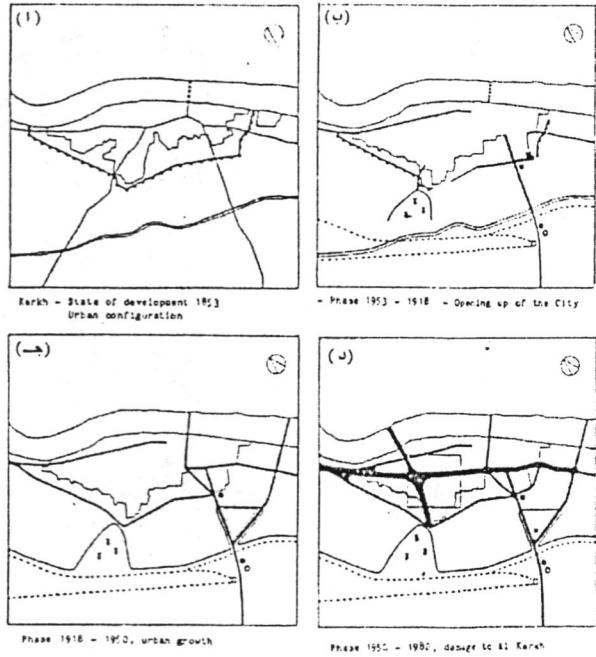 (أ)
Karkh - State of development 1853
Urban configuration
(ب)
- Phase 1953 - 1918 - Opening up of the City
(جـ)
Phase 1918 - 1950, urban growth
(د)
Phase 1950 - 1980, damage to Al Karkh